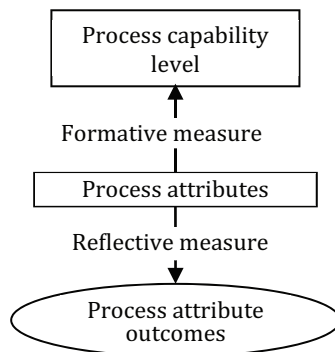 Process capability
level
Formative measure
Process attributes
Reflective measure
Process attribute
outcomes